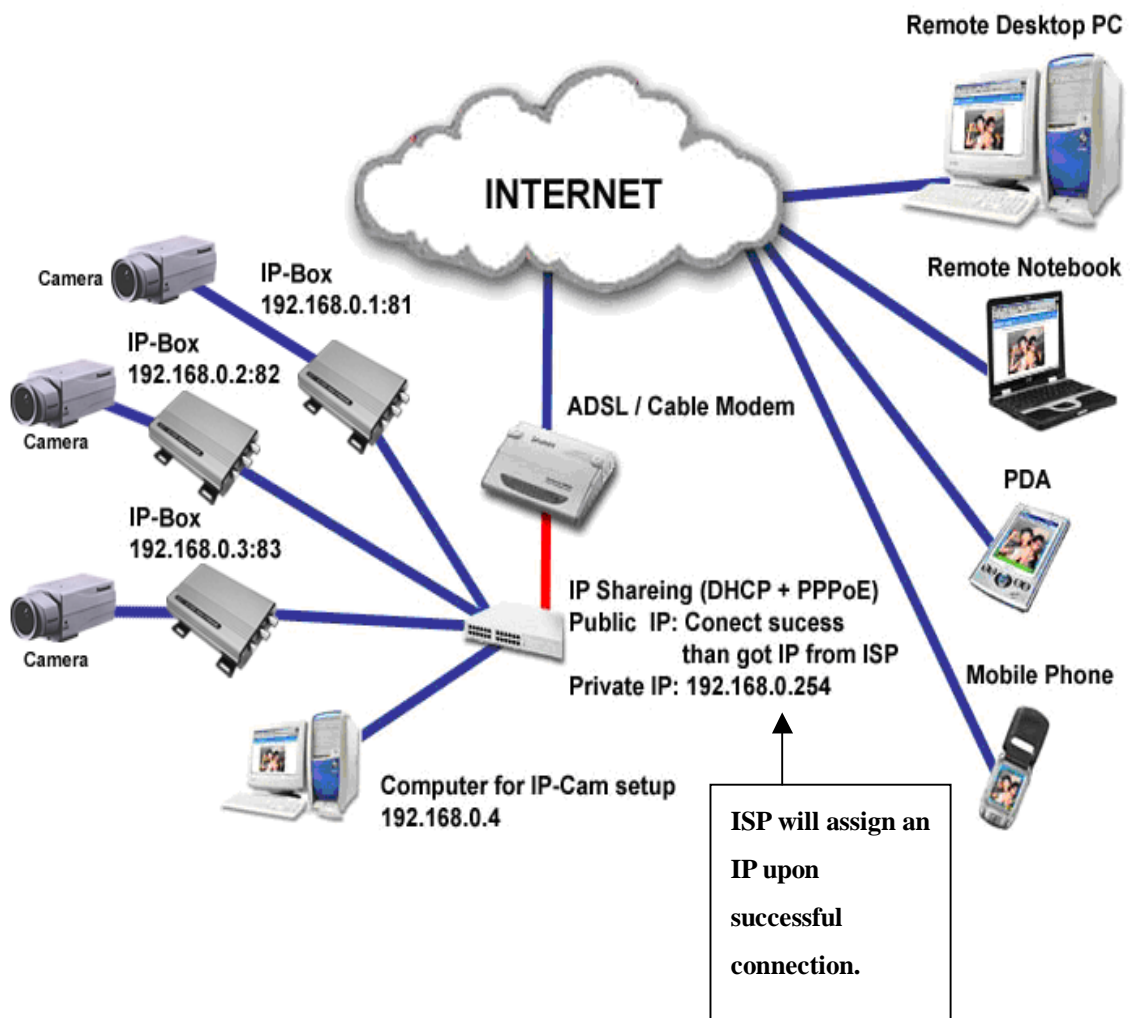 Remote Desktop PC
INTERNET
Remote Notebook
Camera
IP-Box
192.168.0.1:81
IP-Box
192.168.0.2:82
Camera
ADSL / Cable Modem
PDA
IP-Box
192.168.0.3:83
Camera
IP Shareing (DHCP + PPPoE)
Public IP: Conect sucess
than got IP from ISP
Private IP: 192.168.0.254
Mobile Phone
Computer for IP-Cam setup
192.168.0.4
ISP will assign an
IP upon
successful
connection.